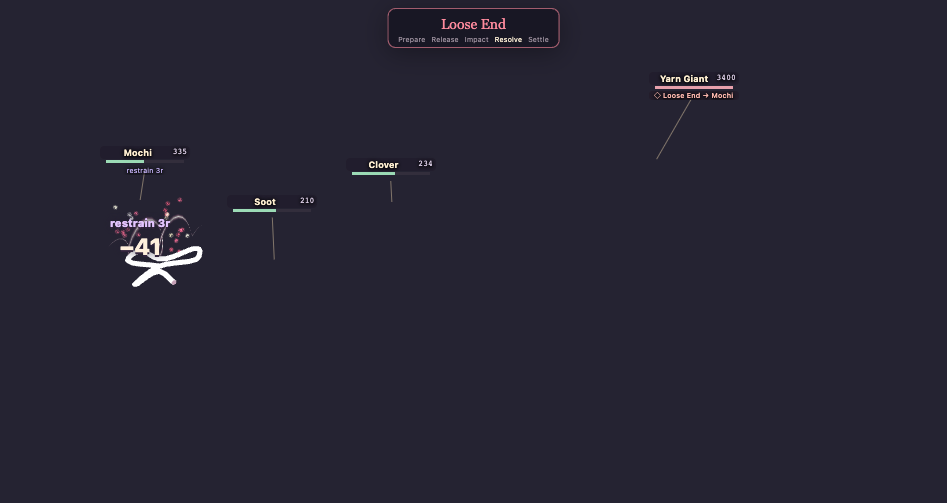 Loose End
Prepare Release Impact Resolve Settle
Yarn Giant 3400
◇ Loose End → Mochi
Mochi 335
restrain 3r
Clover 234
Soot 210
restrain 3r
−41